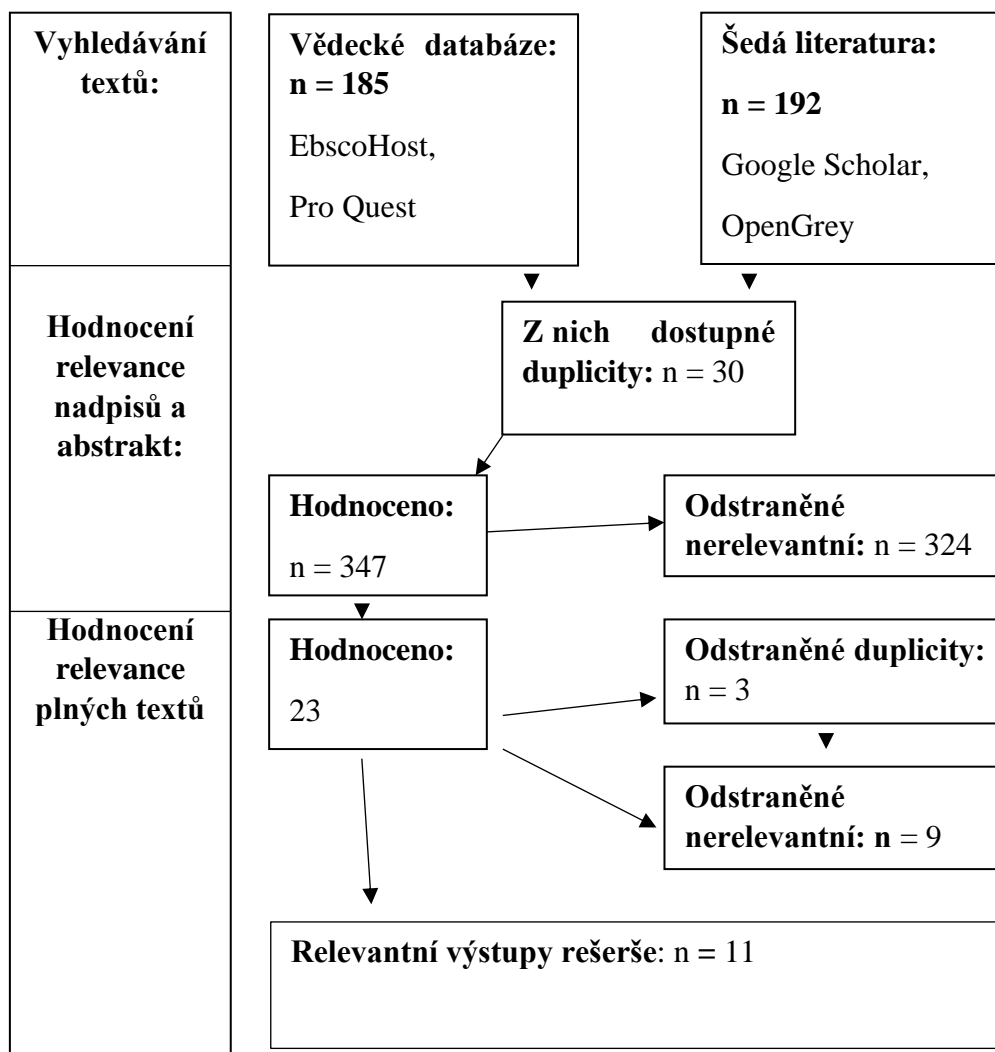 Vyhledávání
textů:
Vědecké databáze:
n = 185
EbscoHost,
Pro Quest
Šedá literatura:
n = 192
Google Scholar,
OpenGrey
Hodnocení
relevance
nadpisů a
abstrakt:
Z nich dostupné
duplicity: n = 30
Hodnoceno:
n = 347
Odstraněné
nerelevantní: n = 324
Hodnocení
relevance
plných textů
Hodnoceno:
23
Odstraněné duplicity:
n = 3
Odstraněné
nerelevantní: n = 9
Relevantní výstupy rešerše: n = 11